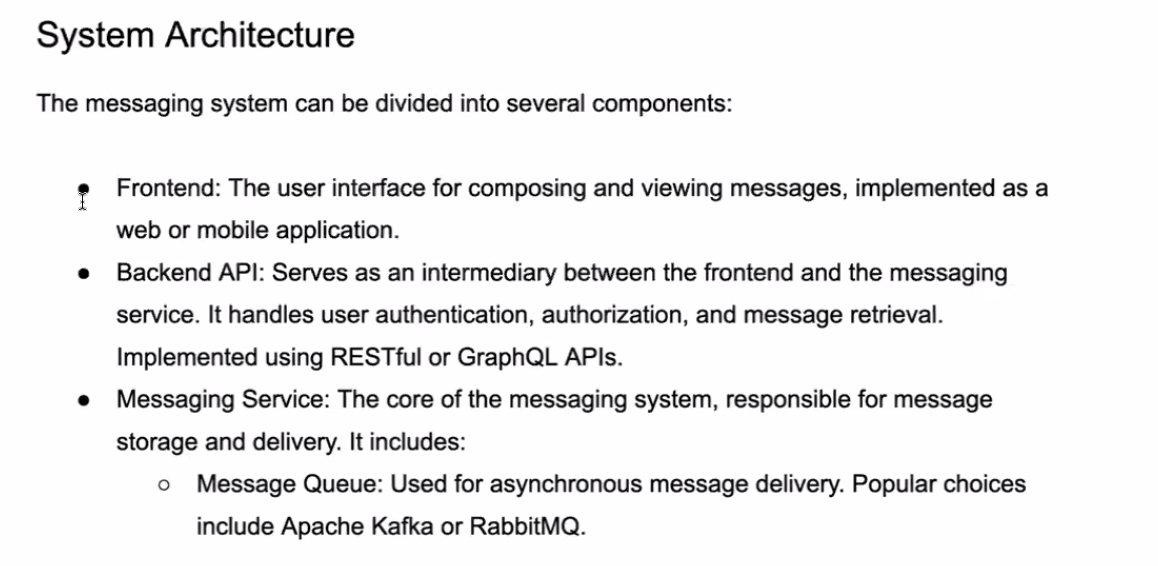 System Architecture
The messaging system can be divided into several components:
● Frontend: The user interface for composing and viewing messages, implemented as a
web or mobile application.
● Backend API: Serves as an intermediary between the frontend and the messaging
service. It handles user authentication, authorization, and message retrieval.
Implemented using RESTful or GraphQL APIs.
● Messaging Service: The core of the messaging system, responsible for message
storage and delivery. It includes:
○ Message Queue: Used for asynchronous message delivery. Popular choices
include Apache Kafka or RabbitMQ.